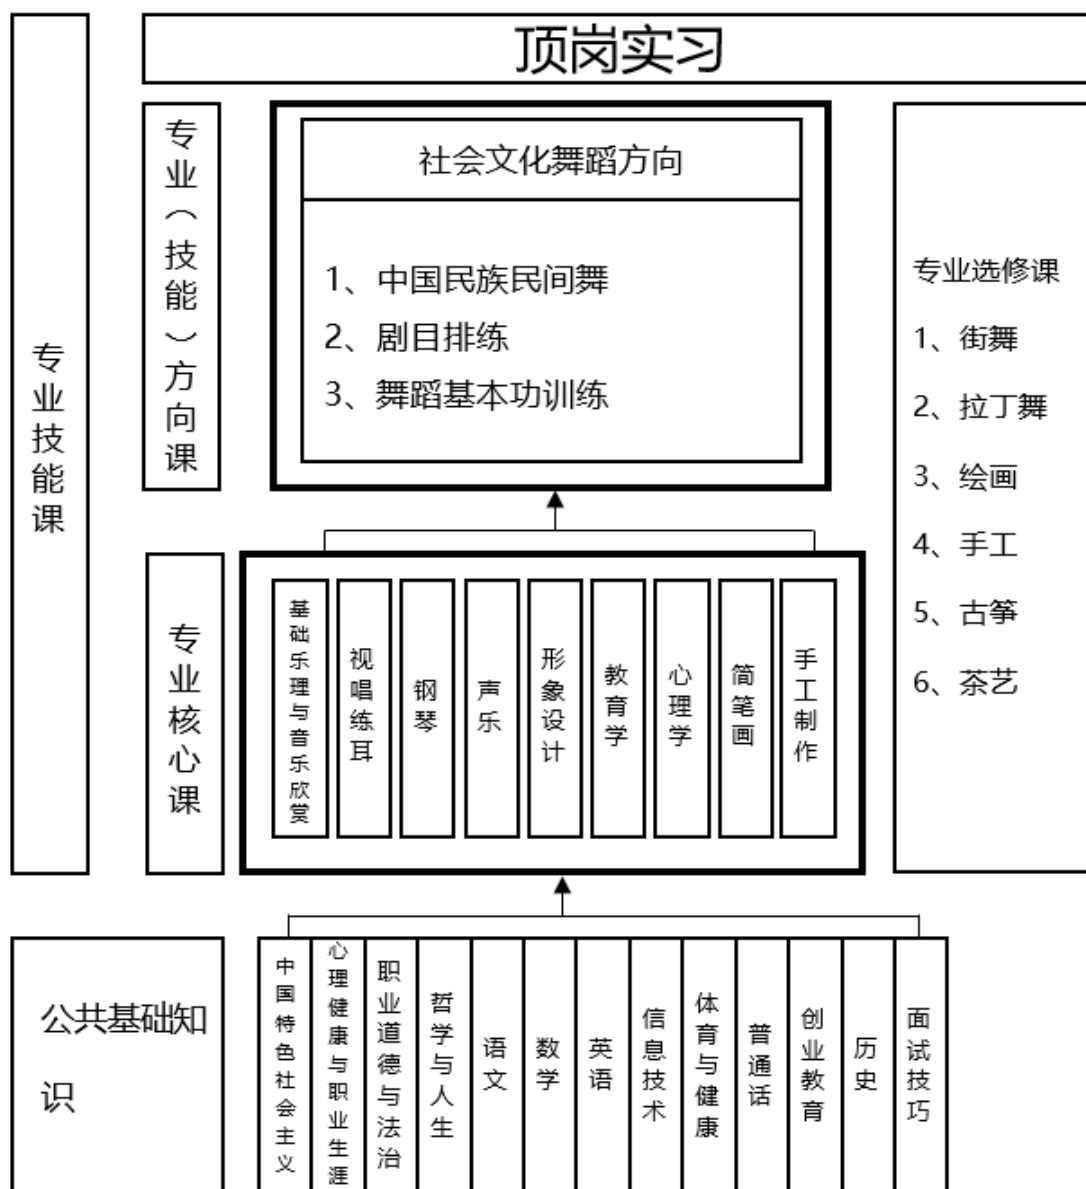 顶岗实习
专业技能课
专业（技能）方向课
社会文化舞蹈方向
1、中国民族民间舞
2、剧目排练
3、舞蹈基本功训练
专业选修课
1、街舞
2、拉丁舞
3、绘画
4、手工
5、古筝
6、茶艺
专业核心课
基础乐理与音乐欣赏
视唱练耳
钢琴
声乐
形象设计
教育学
心理学
简笔画
手工制作
公共基础知
识
中国特色社会主义
心理健康与职业生涯
职业道德与法治
哲学与人生
语文
数学
英语
信息技术
体育与健康
普通话
创业教育
历史
面试技巧